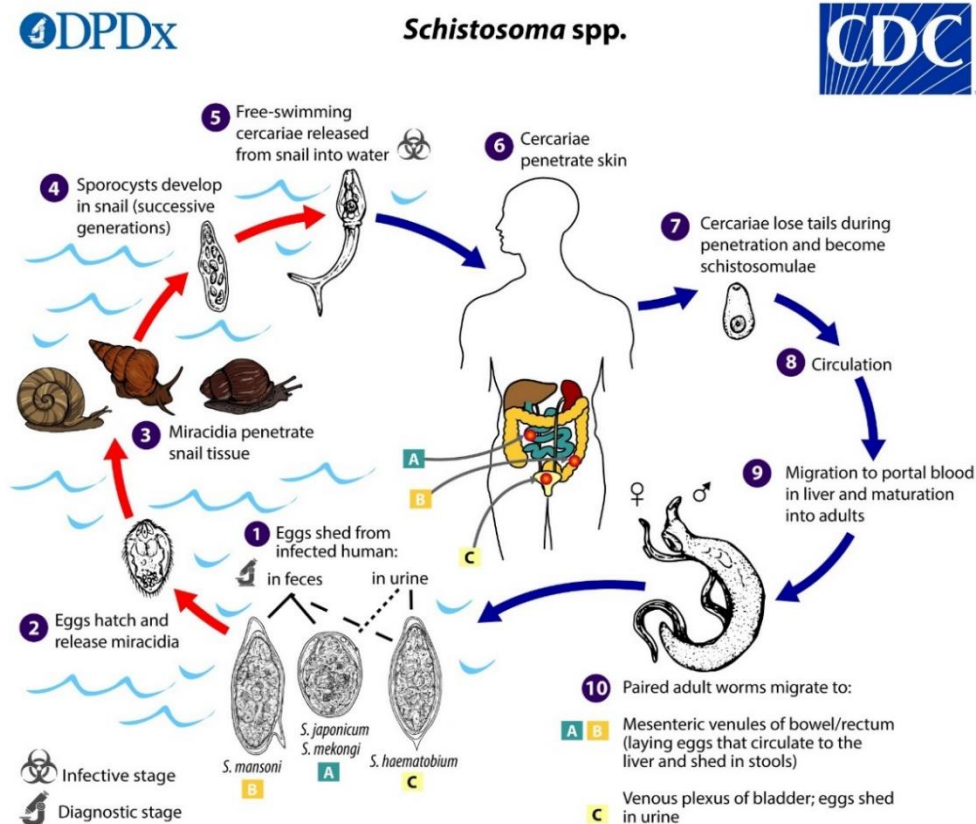 DPDx
Schistosoma spp.
CDC
5
Free-swimming
cercariae released
from snail into water
6
Cercariae
penetrate skin
4
Sporocysts develop
in snail (successive
generations)
7
Cercariae lose tails during
penetration and become
schistosomulae
8
Circulation
3
Miracidia penetrate
snail tissue
A
B
C
9
Migration to portal blood
in liver and maturation
into adults
♀ ♂
1
Eggs shed from
infected human:
in feces
in urine
2
Eggs hatch and
release miracidia
S. mansoni
B
S. japonicum
S. mekongi
A
S. haematobium
C
10
Paired adult worms migrate to:
A B
Mesenteric venules of bowel/rectum
(laying eggs that circulate to the
liver and shed in stools)
C
Venous plexus of bladder; eggs shed
in urine
Infective stage
Diagnostic stage